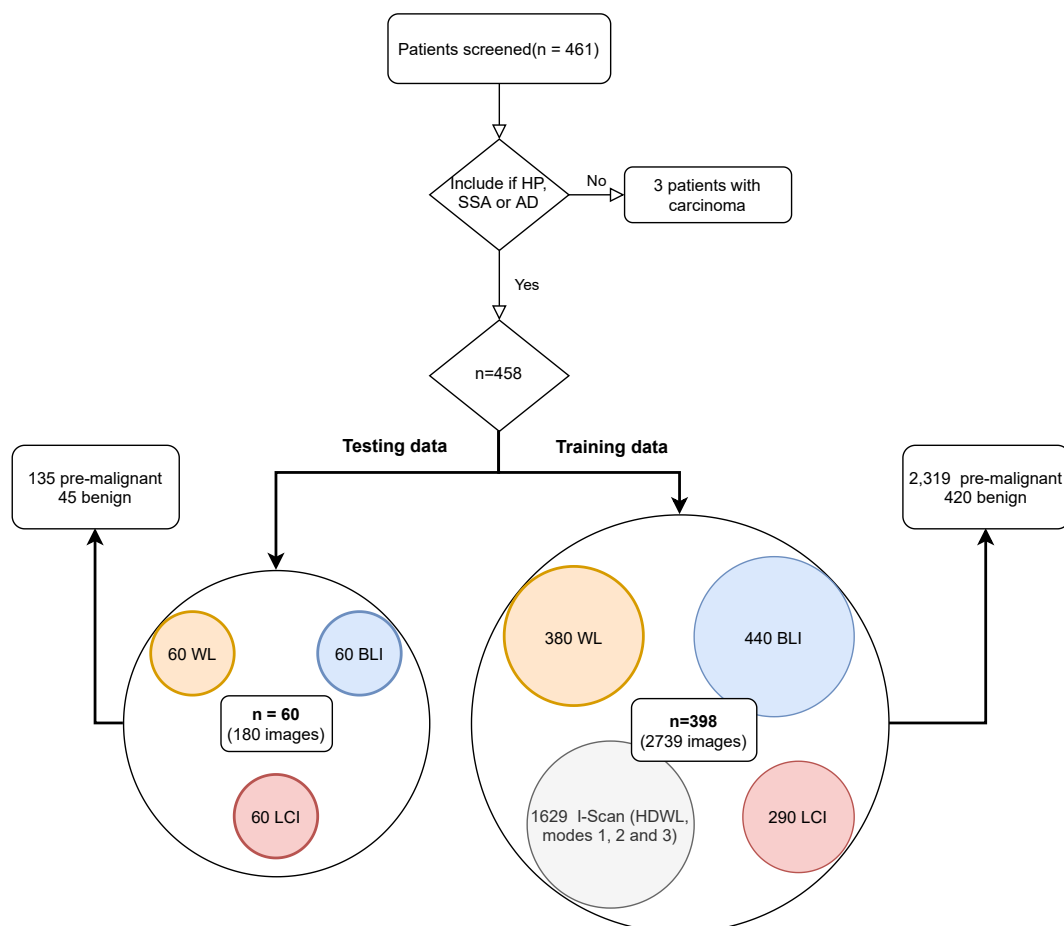 Patients screened(n = 461)
Include if HP,
SSA or AD
No
3 patients with
carcinoma
Yes
n=458
Testing data
Training data
135 pre-malignant
45 benign
2,319  pre-malignant
420 benign
60 WL
60 BLI
n = 60
(180 images)
60 LCI
380 WL
440 BLI
n=398
(2739 images)
1629  I-Scan (HDWL,
modes 1, 2 and 3)
290 LCI